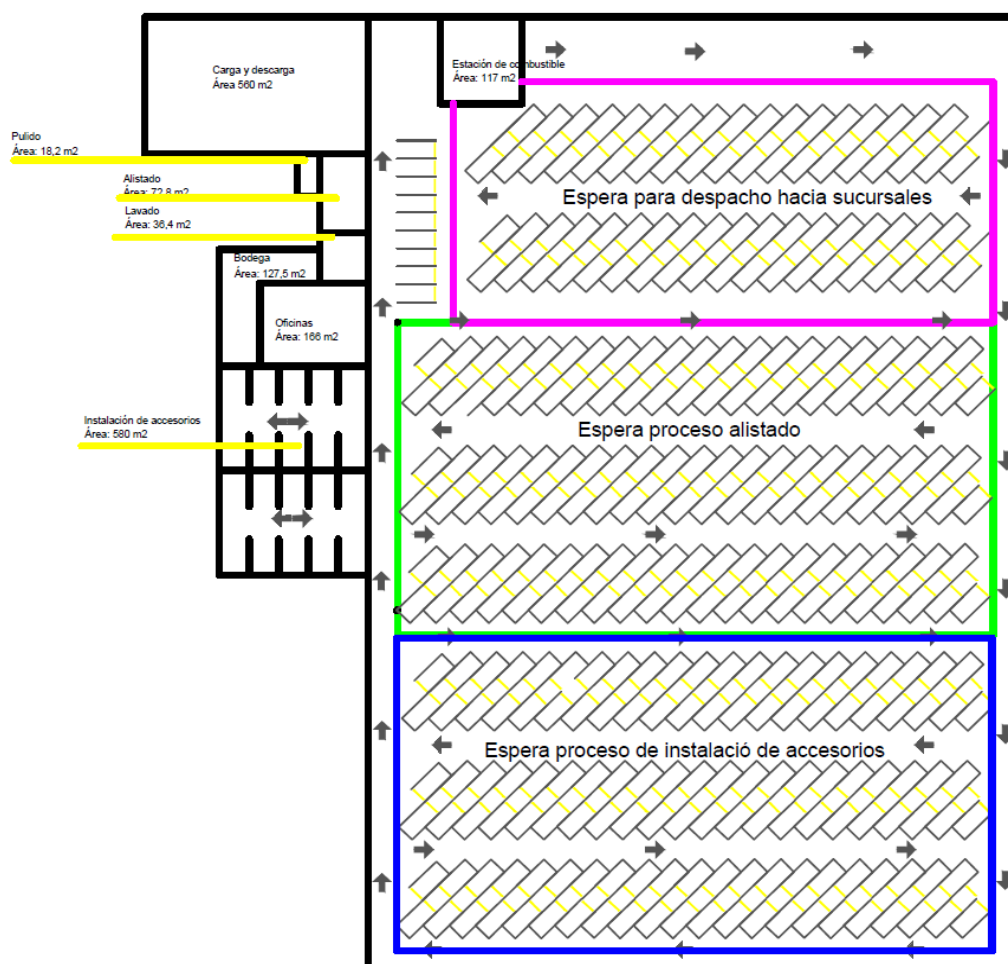 Carga y descarga
Área 560 m2
Estación de combustible
Área: 117 m2
Pulido
Área: 18,2 m2
Alistado
Área: 72,8 m2
Lavado
Área: 36,4 m2
Bodega
Área: 127,5 m2
Oficinas
Área: 166 m2
Instalación de accesorios
Área: 580 m2
Espera para despacho hacia sucursales
Espera proceso alistado
Espera proceso de instalació de accesorios